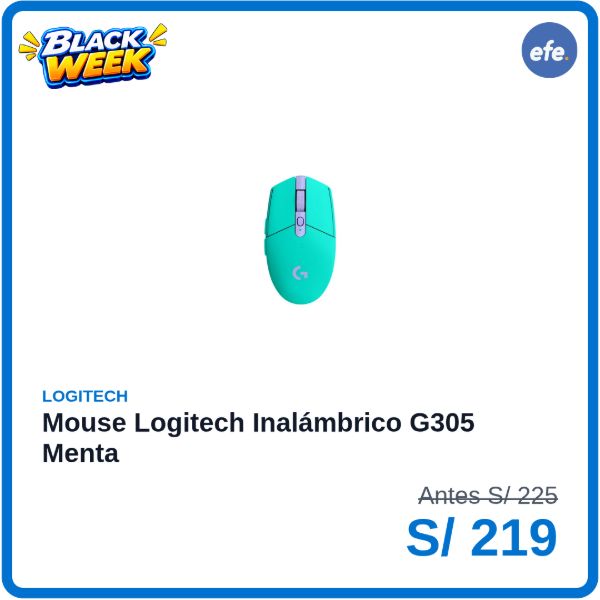 BLACK
WEEK
efe.
LOGITECH
Mouse Logitech Inalámbrico G305
Menta
Antes S/ 225
S/ 219